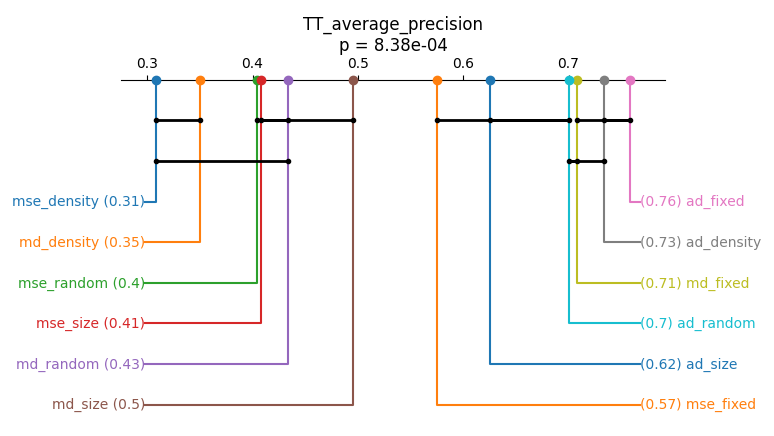 TT_average_precision
p = 8.38e-04
0.3 0.4 0.5 0.6 0.7
mse_density (0.31) (0.76) ad_fixed
md_density (0.35) (0.73) ad_density
mse_random (0.4) (0.71) md_fixed
mse_size (0.41) (0.7) ad_random
md_random (0.43) (0.62) ad_size
md_size (0.5) (0.57) mse_fixed